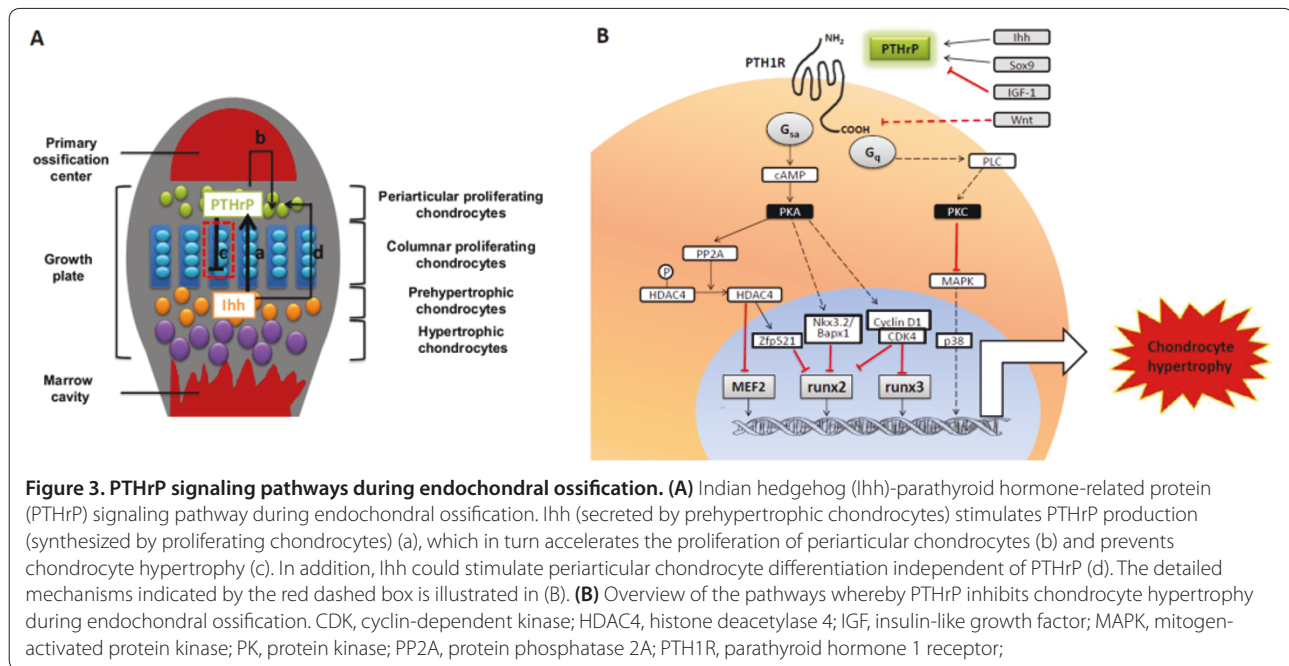 A
Primary
ossification
center
Growth
plate
Marrow
cavity
b
PTHrP
c
a
d
Ihh
Periarticular proliferating
chondrocytes
Columnar proliferating
chondrocytes
Prehypertrophic
chondrocytes
Hypertrophic
chondrocytes
B
NH2
PTH1R
PTHrP
Ihh
Sox9
IGF-1
Wnt
Gsa
COOH
Gq
cAMP
PLC
PKA
PKC
PP2A
P
HDAC4
HDAC4
MAPK
Zfp521
Nkx3.2/
Bapx1
Cyclin D1
CDK4
p38
MEF2
runx2
runx3
Chondrocyte
hypertrophy
Figure 3. PTHrP signaling pathways during endochondral ossification. (A) Indian hedgehog (Ihh)-parathyroid hormone-related protein
(PTHrP) signaling pathway during endochondral ossification. Ihh (secreted by prehypertrophic chondrocytes) stimulates PTHrP production
(synthesized by proliferating chondrocytes) (a), which in turn accelerates the proliferation of periarticular chondrocytes (b) and prevents
chondrocyte hypertrophy (c). In addition, Ihh could stimulate periarticular chondrocyte differentiation independent of PTHrP (d). The detailed
mechanisms indicated by the red dashed box is illustrated in (B). (B) Overview of the pathways whereby PTHrP inhibits chondrocyte hypertrophy
during endochondral ossification. CDK, cyclin-dependent kinase; HDAC4, histone deacetylase 4; IGF, insulin-like growth factor; MAPK, mitogen-
activated protein kinase; PK, protein kinase; PP2A, protein phosphatase 2A; PTH1R, parathyroid hormone 1 receptor;